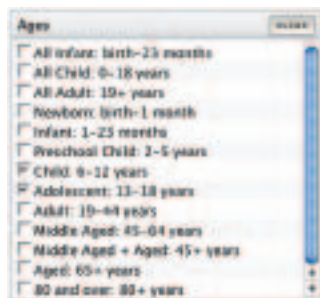 Ages CLEAR
All Infant: birth-23 months
All Child: 0-18 years
All Adult: 19+ years
Newborn: birth-1 month
Infant: 1-23 months
Preschool Child: 2-5 years
Child: 6-12 years
Adolescent: 13-18 years
Adult: 19-44 years
Middle Aged: 45-64 years
Middle Aged + Aged: 45+ years
Aged: 65+ years
80 and over: 80+ years